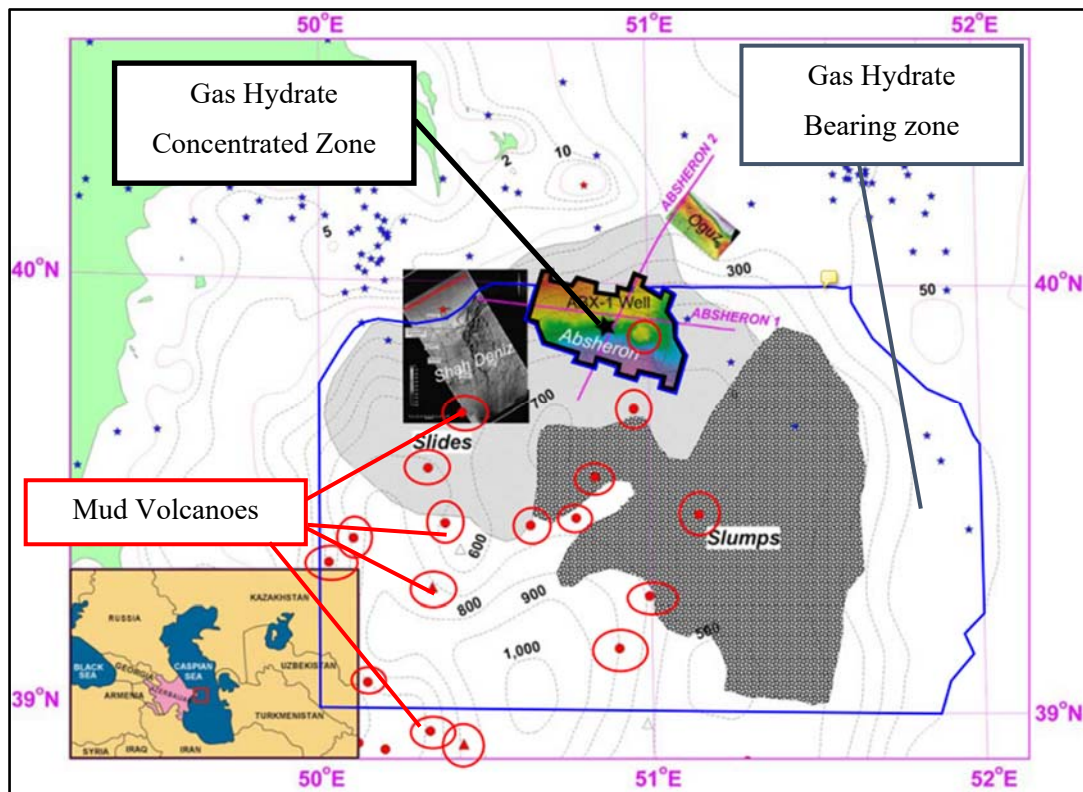 50°E
51°E
52°E
Gas Hydrate
Concentrated Zone
Gas Hydrate
Bearing zone
2
10
5
ABSHERON 2
Oguz
40°N
300
40°N
50
ABX-1 Well
ABSHERON 1
Absheron
Shah Deniz
700
Slides
Mud Volcanoes
Slumps
600
800
900
500
1,000
KAZAKHSTAN
RUSSIA
BLACK
SEA
GEORGIA
CASPIAN
SEA
UZBEKISTAN
ARMENIA
AZERBAIJAN
TURKMENISTAN
SYRIA
IRAQ
IRAN
39°N
39°N
50°E
51°E
52°E